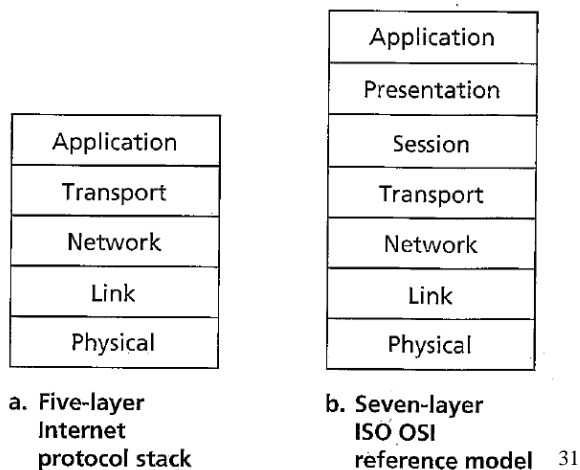 Application
Transport
Network
Link
Physical
a. Five-layer
Internet
protocol stack
Application
Presentation
Session
Transport
Network
Link
Physical
b. Seven-layer
ISO OSI
reference model
31